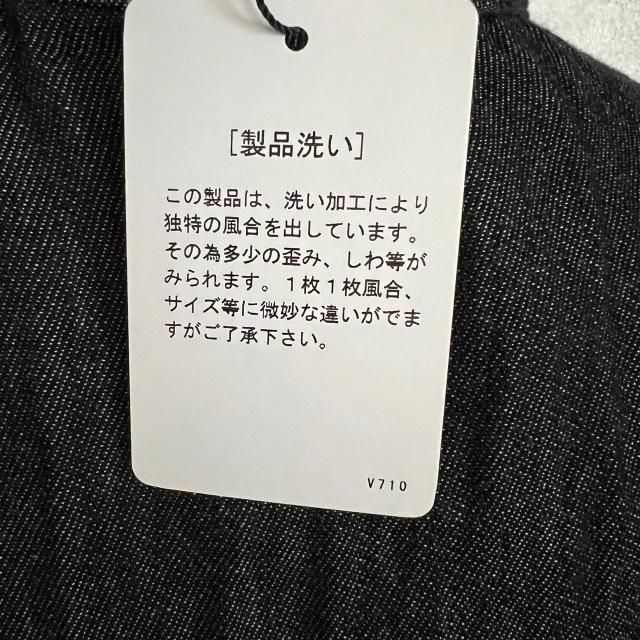 [製品洗い]
この製品は、洗い加工により
独特の風合を出しています。
その為多少の歪み、しわ等が
みられます。１枚１枚風合、
サイズ等に微妙な違いがでま
すがご了承下さい。
V710